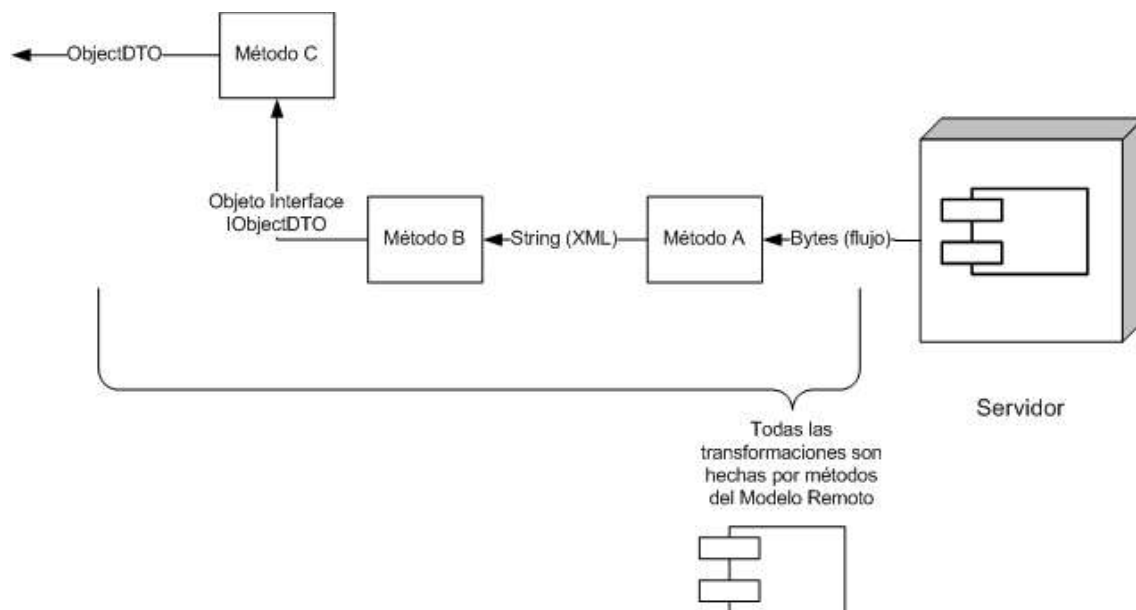 ObjectDTO
Método C
Objeto Interface
IObjectDTO
Método B
String (XML)
Método A
Bytes (flujo)
Servidor
Todas las
transformaciones son
hechas por métodos
del Modelo Remoto